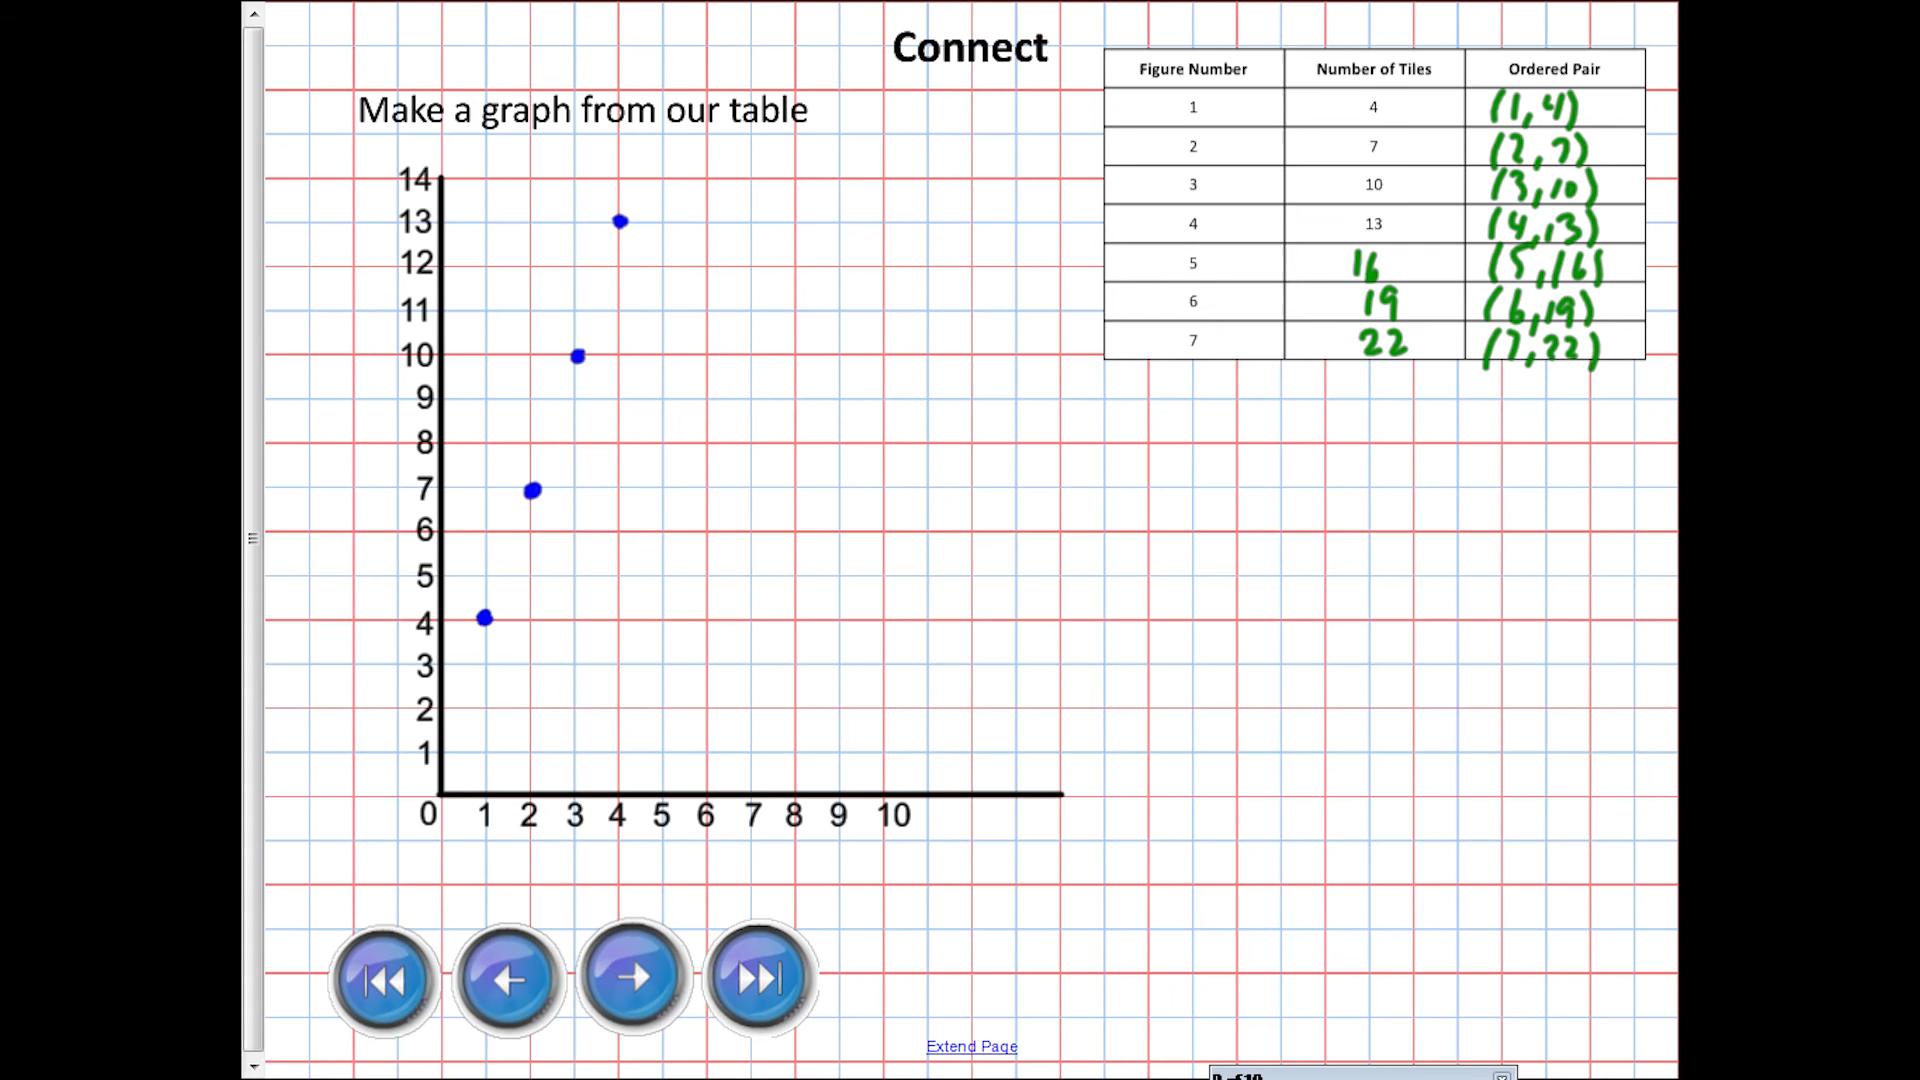 Connect
Make a graph from our table
Figure Number Number of Tiles Ordered Pair
1 4 (1,4)
2 7 (2,7)
3 10 (3,10)
4 13 (4,13)
5 16 (5,16)
6 19 (6,19)
7 22 (7,22)
14
13
12
11
10
9
8
7
6
5
4
3
2
1
0 1 2 3 4 5 6 7 8 9 10
Extend Page